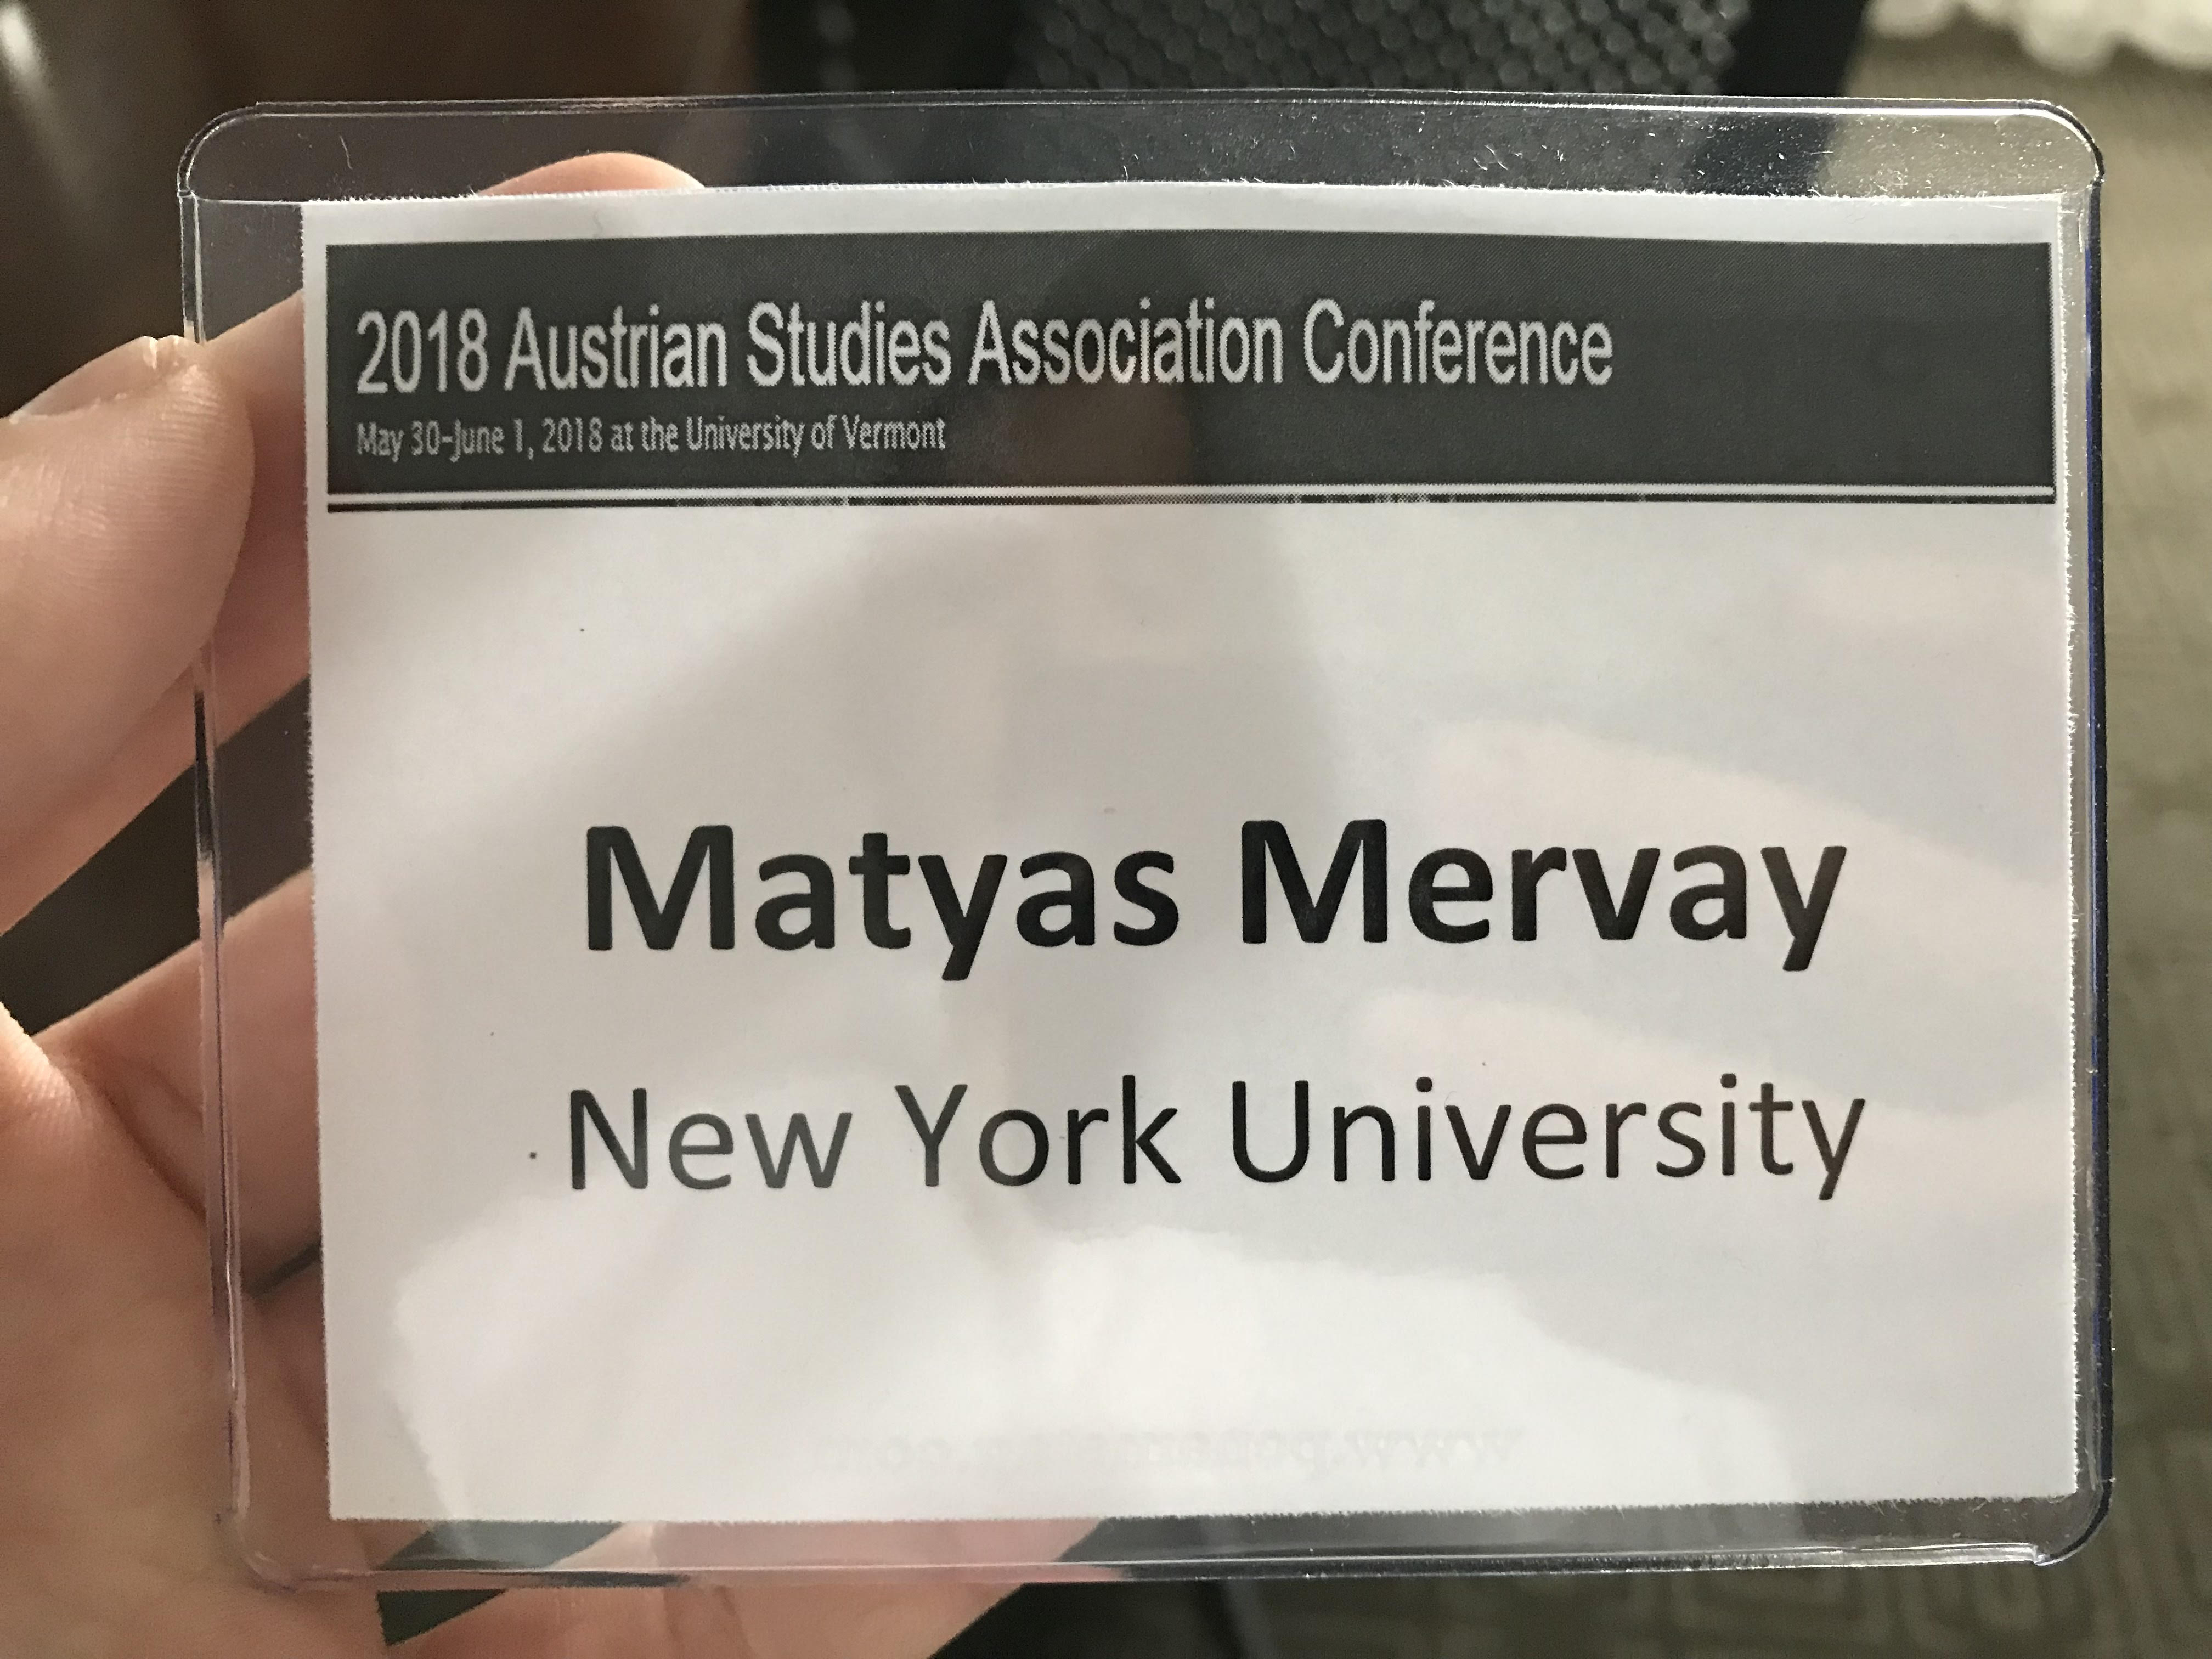 2018 Austrian Studies Association Conference
May 30-June 1, 2018 at the University of Vermont
Matyas Mervay
New York University